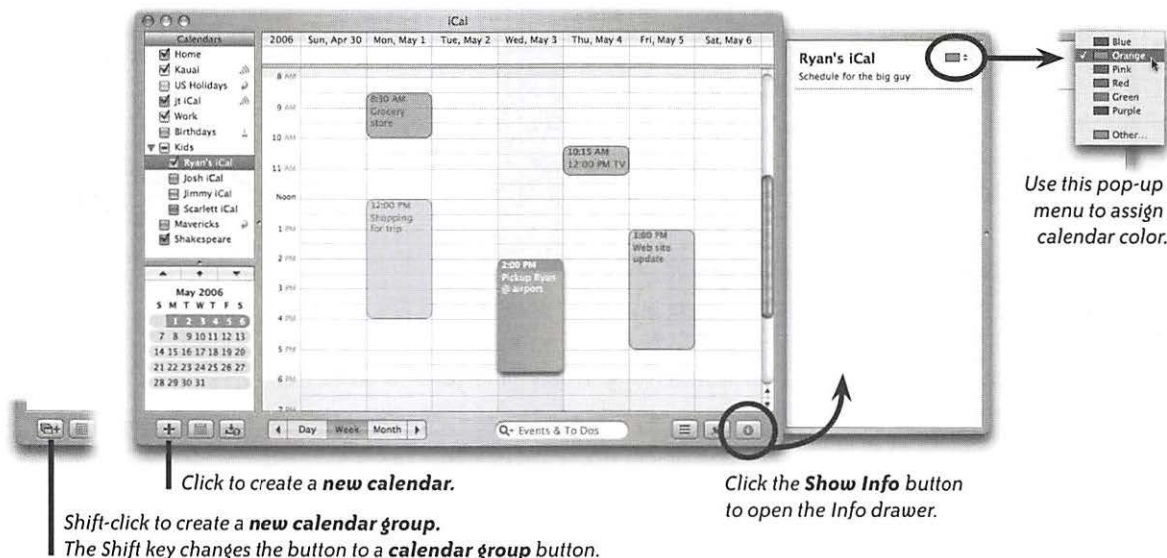 iCal
Calendars
Home
Kauai
US Holidays
jt iCal
Work
Birthdays
Kids
Ryan's iCal
Josh iCal
Jimmy iCal
Scarlett iCal
Mavericks
Shakespeare
May 2006
S M T W T F S
1 2 3 4 5 6
7 8 9 10 11 12 13
14 15 16 17 18 19 20
21 22 23 24 25 26 27
28 29 30 31
2006 Sun, Apr 30 Mon, May 1 Tue, May 2 Wed, May 3 Thu, May 4 Fri, May 5 Sat, May 6
8 AM
9 AM
10 AM
11 AM
Noon
1 PM
2 PM
3 PM
4 PM
5 PM
6 PM
7 PM
8:30 AM
Grocery
store
12:00 PM
Shopping
for trip
2:00 PM
Pickup Ryan
@airport
10:15 AM
12:00 PM TV
1:00 PM
Web site
update
Day Week Month
Events & To Dos
Ryan's iCal
Schedule for the big guy
Blue
Orange
Pink
Red
Green
Purple
Other...
Use this pop-up
menu to assign
calendar color.
Click to create a new calendar.
Shift-click to create a new calendar group.
The Shift key changes the button to a calendar group button.
Click the Show Info button
to open the Info drawer.